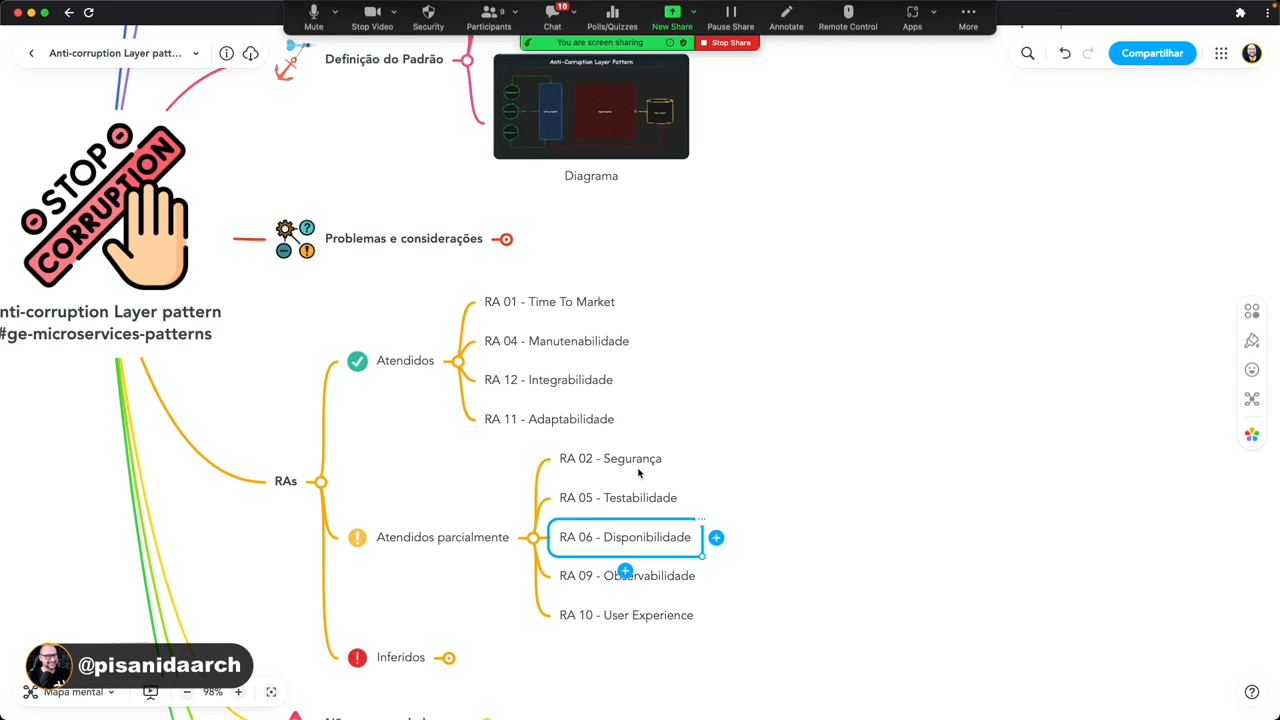 Mute
Stop Video
Security
9
Participants
10
Chat
Polls/Quizzes
New Share
Pause Share
Annotate
Remote Control
Apps
More
You are screen sharing
Stop Share
Anti-corruption Layer patt...
Compartilhar
Definição do Padrão
Anti-Corruption Layer Pattern
Diagrama
STOP
CORRUPTION
Problemas e considerações
nti-corruption Layer pattern
#ge-microservices-patterns
RA 01 - Time To Market
RA 04 - Manutenabilidade
Atendidos
RA 12 - Integrabilidade
RA 11 - Adaptabilidade
RAs
RA 02 - Segurança
RA 05 - Testabilidade
Atendidos parcialmente
RA 06 - Disponibilidade
RA 09 - Observabilidade
RA 10 - User Experience
Inferidos
@pisanidaarch
Mapa mental
98%